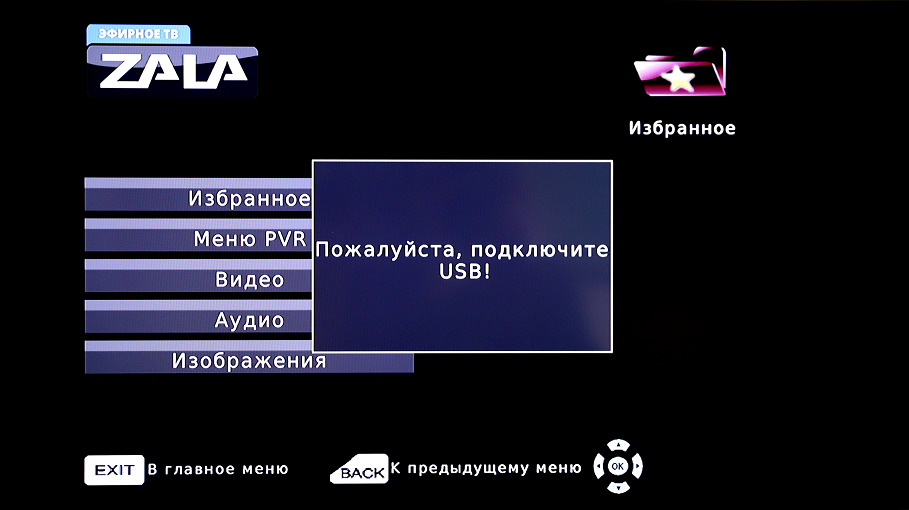 ЭФИРНОЕ ТВ
ZALA
Избранное
Избранное
Меню PVR
Видео
Аудио
Изображения
Пожалуйста, подключите
USB!
EXIT В главное меню
BACK К предыдущему меню
OK